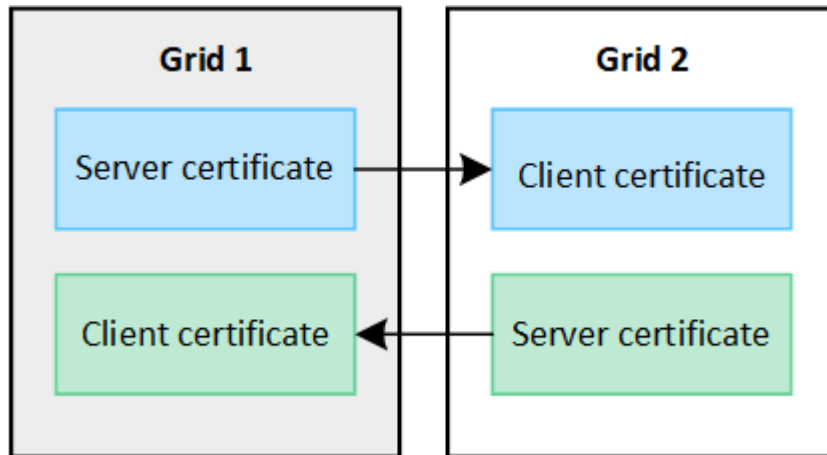 Grid 1
Server certificate
Client certificate
Grid 2
Client certificate
Server certificate